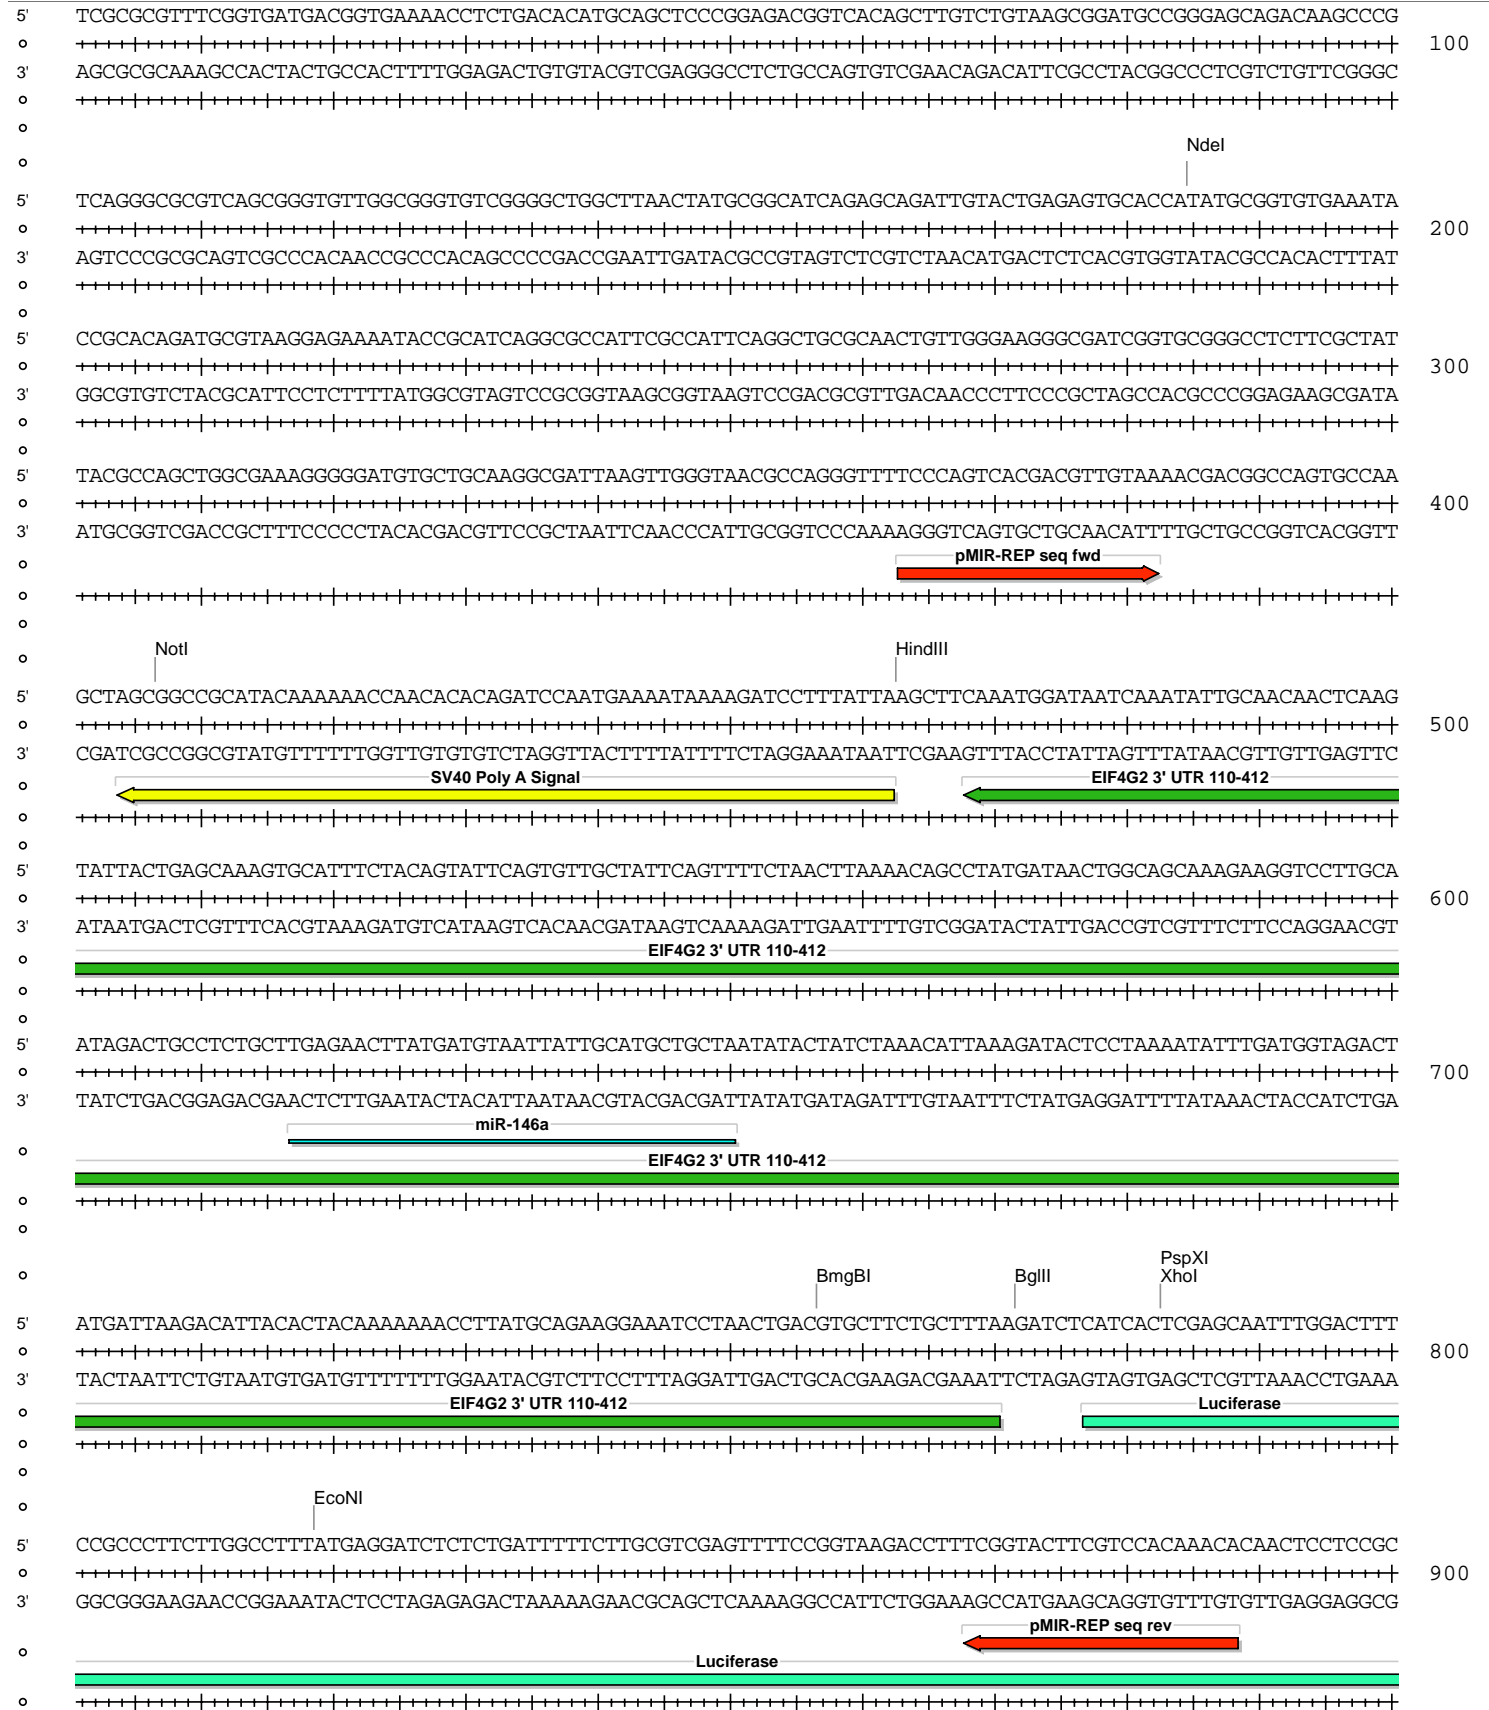 5' TCGCGCGTTTCGGTGATGACGGTGAAAACCTCTGACACATGCAGCTCCCGGAGACGGTCACAGCTTGTCTGTAAGCGGATGCCGGGAGCAGACAAGCCCG
100
3' AGCGCGCAAAGCCACTACTGCCACTTTTGGAGACTGTGTACGTCGAGGGCCTCTGCCAGTGTCGAACAGACATTCGCCTACGGCCCTCGTCTGTTCGGGC
NdeI
5' TCAGGGCGCGTCAGCGGGTGTTGGCGGGTGTCGGGGCTGGCTTAACTATGCGGCATCAGAGCAGATTGTACTGAGAGTGCACCATATGCGGTGTGAAATA
200
3' AGTCCCGCGCAGTCGCCCACAACCGCCCACAGCCCCGACCGAATTGATACGCCGTAGTCTCGTCTAACATGACTCTCACGTGGTATACGCCACACTTTAT
5' CCGCACAGATGCGTAAGGAGAAAATACCGCATCAGGCGCCATTCGCCATTCAGGCTGCGCAACTGTTGGGAAGGGCGATCGGTGCGGGCCTCTTCGCTAT
300
3' GGCGTGTCTACGCATTCCTCTTTTATGGCGTAGTCCGCGGTAAGCGGTAAGTCCGACGCGTTGACAACCCTTCCCGCTAGCCACGCCCGGAGAAGCGATA
5' TACGCCAGCTGGCGAAAGGGGGATGTGCTGCAAGGCGATTAAGTTGGGTAACGCCAGGGTTTTCCCAGTCACGACGTTGTAAAACGACGGCCAGTGCCAA
400
3' ATGCGGTCGACCGCTTTCCCCCTACACGACGTTCCGCTAATTCAACCCATTGCGGTCCCAAAAGGGTCAGTGCTGCAACATTTTGCTGCCGGTCACGGTT
pMIR-REP seq fwd
NotI HindIII
5' GCTAGCGGCCGCATACAAAAAACCAACACACAGATCCAATGAAAATAAAAGATCCTTTATTAAGCTTCAAATGGATAATCAAATATTGCAACAACTCAAG
500
3' CGATCGCCGGCGTATGTTTTTTGGTTGTGTGTCTAGGTTACTTTTATTTTCTAGGAAATAATTCGAAGTTTACCTATTAGTTTATAACGTTGTTGAGTTC
SV40 Poly A Signal EIF4G2 3' UTR 110-412
5' TATTACTGAGCAAAGTGCATTTCTACAGTATTCAGTGTTGCTATTCAGTTTTCTAACTTAAAACAGCCTATGATAACTGGCAGCAAAGAAGGTCCTTGCA
600
3' ATAATGACTCGTTTCACGTAAAGATGTCATAAGTCACAACGATAAGTCAAAAGATTGAATTTTGTCGGATACTATTGACCGTCGTTTCTTCCAGGAACGT
EIF4G2 3' UTR 110-412
5' ATAGACTGCCTCTGCTTGAGAACTTATGATGTAATTATTGCATGCTGCTAATATACTATCTAAACATTAAAGATACTCCTAAAATATTTGATGGTAGACT
700
3' TATCTGACGGAGACGAACTCTTGAATACTACATTAATAACGTACGACGATTATATGATAGATTTGTAATTTCTATGAGGATTTTATAAACTACCATCTGA
miR-146a
EIF4G2 3' UTR 110-412
PspXI
BmgBI BglII XhoI
5' ATGATTAAGACATTACACTACAAAAAAACCTTATGCAGAAGGAAATCCTAACTGACGTGCTTCTGCTTTAAGATCTCATCACTCGAGCAATTTGGACTTT
800
3' TACTAATTCTGTAATGTGATGTTTTTTTGGAATACGTCTTCCTTTAGGATTGACTGCACGAAGACGAAATTCTAGAGTAGTGAGCTCGTTAAACCTGAAA
EIF4G2 3' UTR 110-412 Luciferase
EcoNI
5' CCGCCCTTCTTGGCCTTTATGAGGATCTCTCTGATTTTTCTTGCGTCGAGTTTTCCGGTAAGACCTTTCGGTACTTCGTCCACAAACACAACTCCTCCGC
900
3' GGCGGGAAGAACCGGAAATACTCCTAGAGAGACTAAAAAGAACGCAGCTCAAAAGGCCATTCTGGAAAGCCATGAAGCAGGTGTTTGTGTTGAGGAGGCG
pMIR-REP seq rev
Luciferase